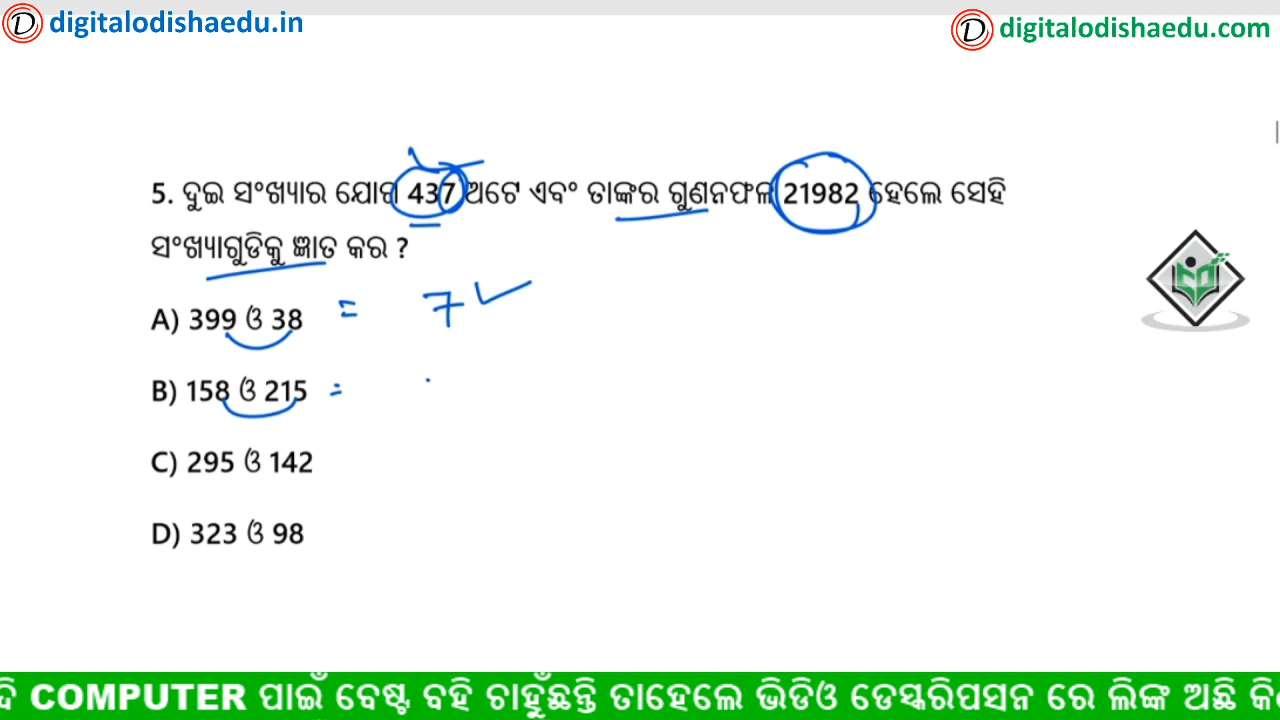 digitalodishaedu.in
digitalodishaedu.com
5. ଦୁଇ ସଂଖ୍ୟାର ଯୋଗ 437 ଅଟେ ଏବଂ ତାଙ୍କର ଗୁଣନଫଳ 21982 ହେଲେ ସେହି
ସଂଖ୍ୟାଗୁଡିକୁ ଜ୍ଞାତ କର ?
A) 399 ଓ 38 = 7
B) 158 ଓ 215 =
C) 295 ଓ 142
D) 323 ଓ 98
ଦି COMPUTER ପାଇଁ ବେଷ୍ଟ ବହି ଚାହୁଁଛନ୍ତି ତାହେଲେ ଭିଡିଓ ଡେସ୍କରିପସନ ରେ ଲିଙ୍କ ଅଛି କି